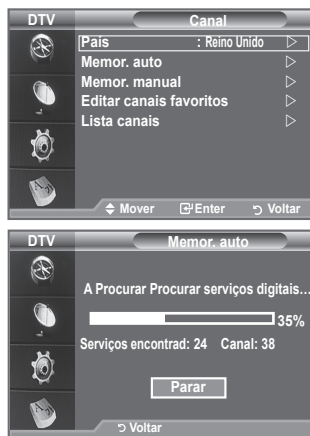 DTV Canal
País : Reino Unido
Memor. auto
Memor. manual
Editar canais favoritos
Lista canais
Mover Enter Voltar
DTV Memor. auto
A Procurar Procurar serviços digitais...
35%
Serviços encontrad: 24 Canal: 38
Parar
Voltar